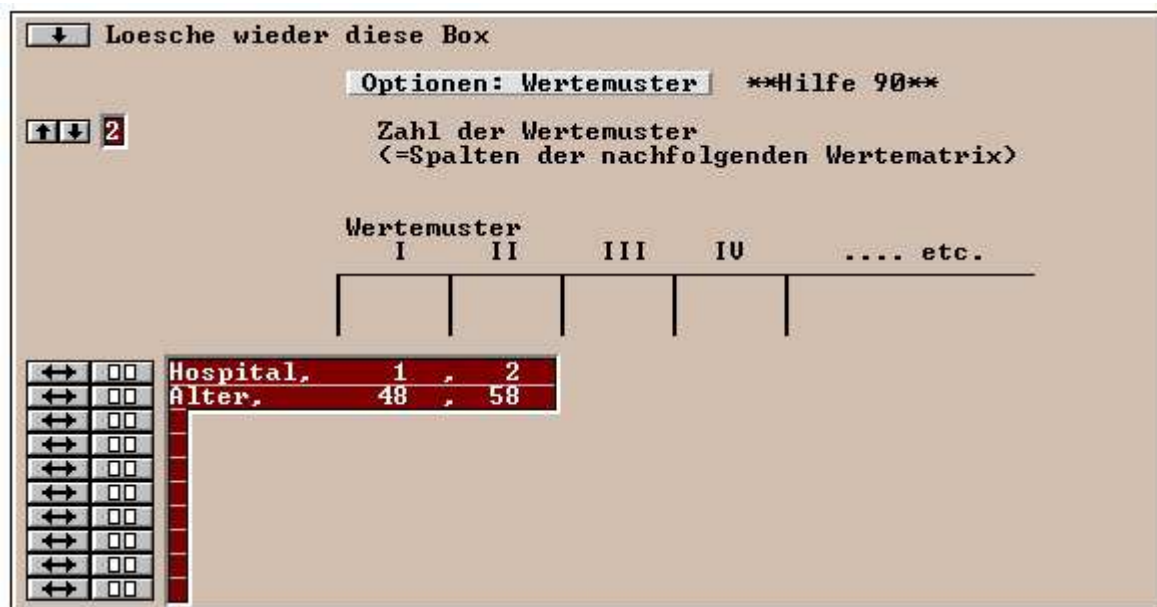 Loesche wieder diese Box
Optionen: Wertemuster **Hilfe 90**
2 Zahl der Wertemuster
(=Spalten der nachfolgenden Wertematrix)
Wertemuster
I II III IV .... etc.
Hospital, 1 , 2
Alter, 48 , 58